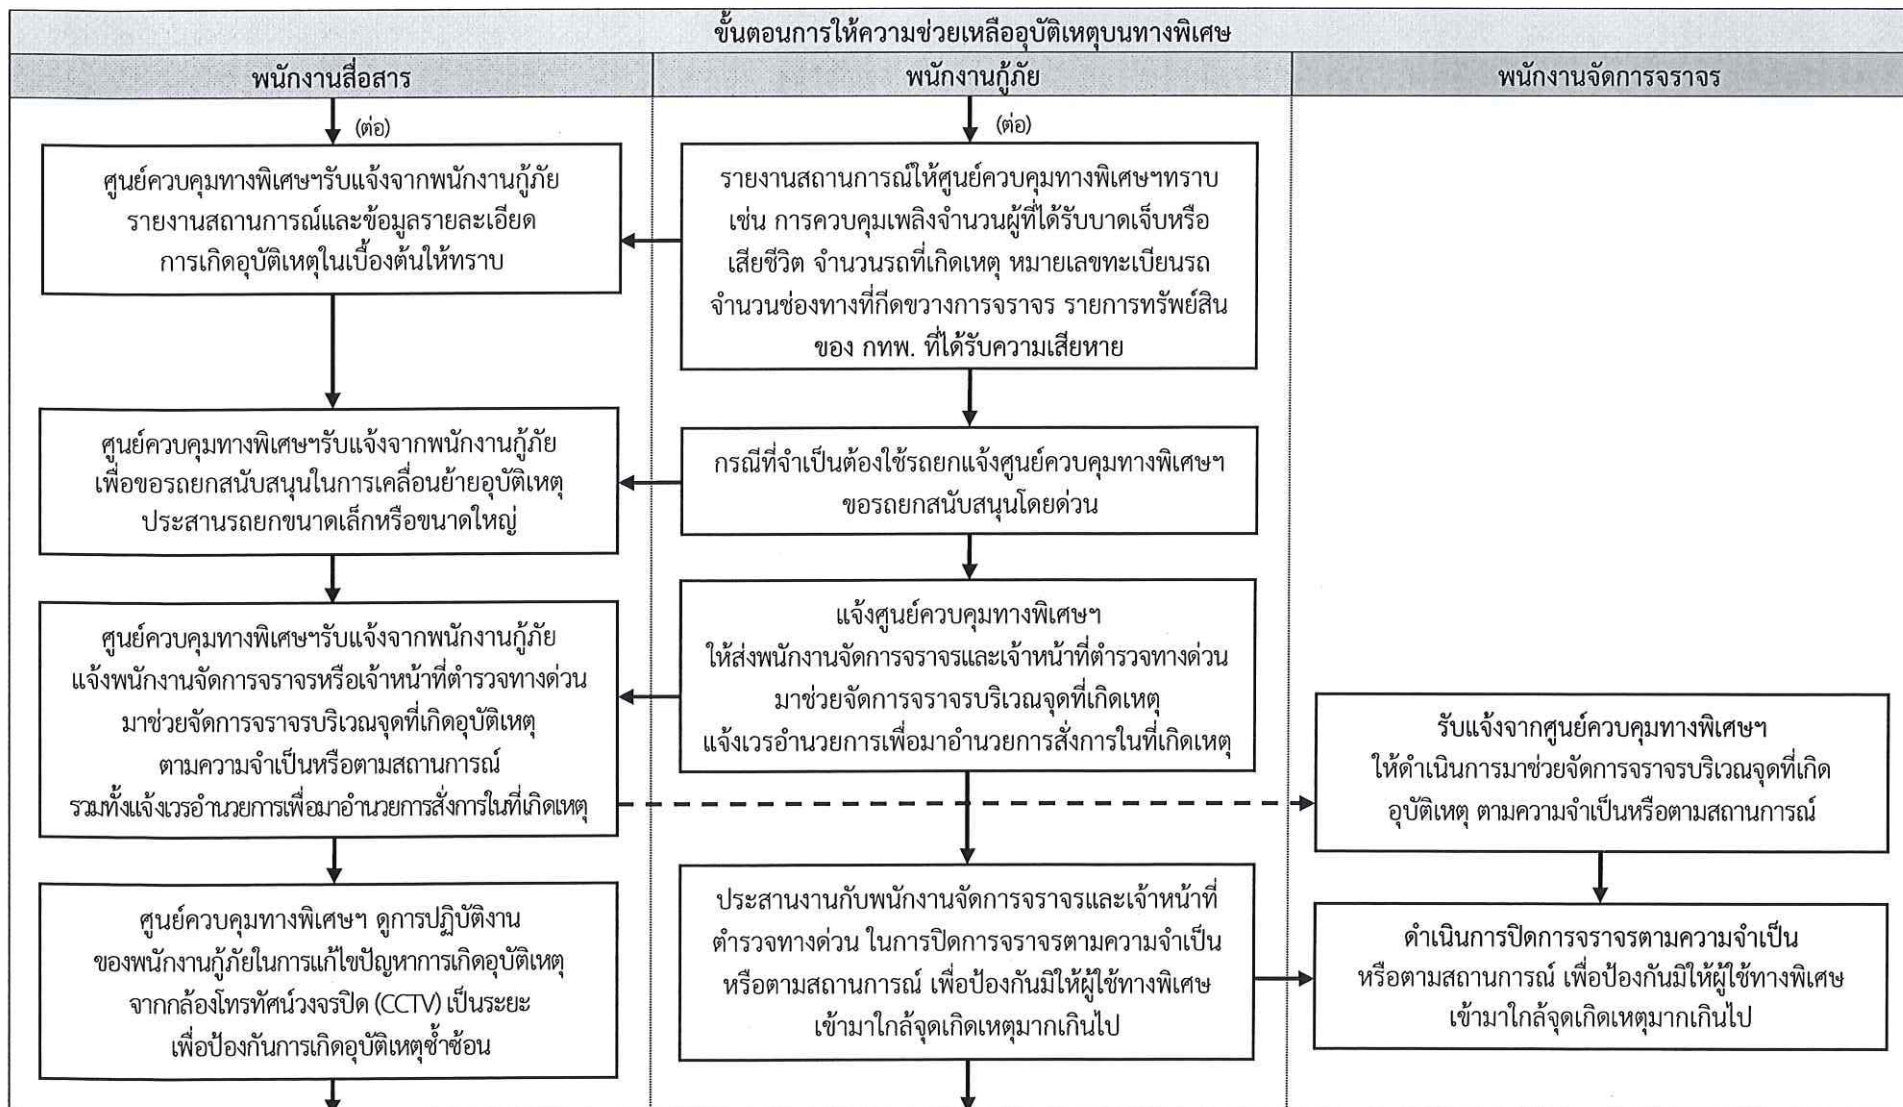 ขั้นตอนการให้ความช่วยเหลืออุบัติเหตุบนทางพิเศษ
พนักงานสื่อสาร
พนักงานกู้ภัย
พนักงานจัดการจราจร
(ต่อ)
(ต่อ)
ศูนย์ควบคุมทางพิเศษฯรับแจ้งจากพนักงานกู้ภัย
รายงานสถานการณ์และข้อมูลรายละเอียด
การเกิดอุบัติเหตุในเบื้องต้นให้ทราบ
รายงานสถานการณ์ให้ศูนย์ควบคุมทางพิเศษฯทราบ
เช่น การควบคุมเพลิงจำนวนผู้ที่ได้รับบาดเจ็บหรือ
เสียชีวิต จำนวนรถที่เกิดเหตุ หมายเลขทะเบียนรถ
จำนวนช่องทางที่กีดขวางการจราจร รายการทรัพย์สิน
ของ กทพ. ที่ได้รับความเสียหาย
ศูนย์ควบคุมทางพิเศษฯรับแจ้งจากพนักงานกู้ภัย
เพื่อขอรถยกสนับสนุนในการเคลื่อนย้ายอุบัติเหตุ
ประสานรถยกขนาดเล็กหรือขนาดใหญ่
กรณีที่จำเป็นต้องใช้รถยกแจ้งศูนย์ควบคุมทางพิเศษฯ
ขอรถยกสนับสนุนโดยด่วน
ศูนย์ควบคุมทางพิเศษฯรับแจ้งจากพนักงานกู้ภัย
แจ้งพนักงานจัดการจราจรหรือเจ้าหน้าที่ตำรวจทางด่วน
มาช่วยจัดการจราจรบริเวณจุดที่เกิดอุบัติเหตุ
ตามความจำเป็นหรือตามสถานการณ์
รวมทั้งแจ้งเวรอำนวยการเพื่อมาอำนวยการสั่งการในที่เกิดเหตุ
แจ้งศูนย์ควบคุมทางพิเศษฯ
ให้ส่งพนักงานจัดการจราจรและเจ้าหน้าที่ตำรวจทางด่วน
มาช่วยจัดการจราจรบริเวณจุดที่เกิดเหตุ
แจ้งเวรอำนวยการเพื่อมาอำนวยการสั่งการในที่เกิดเหตุ
รับแจ้งจากศูนย์ควบคุมทางพิเศษฯ
ให้ดำเนินการมาช่วยจัดการจราจรบริเวณจุดที่เกิด
อุบัติเหตุ ตามความจำเป็นหรือตามสถานการณ์
ศูนย์ควบคุมทางพิเศษฯ ดูการปฏิบัติงาน
ของพนักงานกู้ภัยในการแก้ไขปัญหาการเกิดอุบัติเหตุ
จากกล้องโทรทัศน์วงจรปิด (CCTV) เป็นระยะ
เพื่อป้องกันการเกิดอุบัติเหตุซ้ำซ้อน
ประสานงานกับพนักงานจัดการจราจรและเจ้าหน้าที่
ตำรวจทางด่วน ในการปิดการจราจรตามความจำเป็น
หรือตามสถานการณ์ เพื่อป้องกันมิให้ผู้ใช้ทางพิเศษ
เข้ามาใกล้จุดเกิดเหตุมากเกินไป
ดำเนินการปิดการจราจรตามความจำเป็น
หรือตามสถานการณ์ เพื่อป้องกันมิให้ผู้ใช้ทางพิเศษ
เข้ามาใกล้จุดเกิดเหตุมากเกินไป